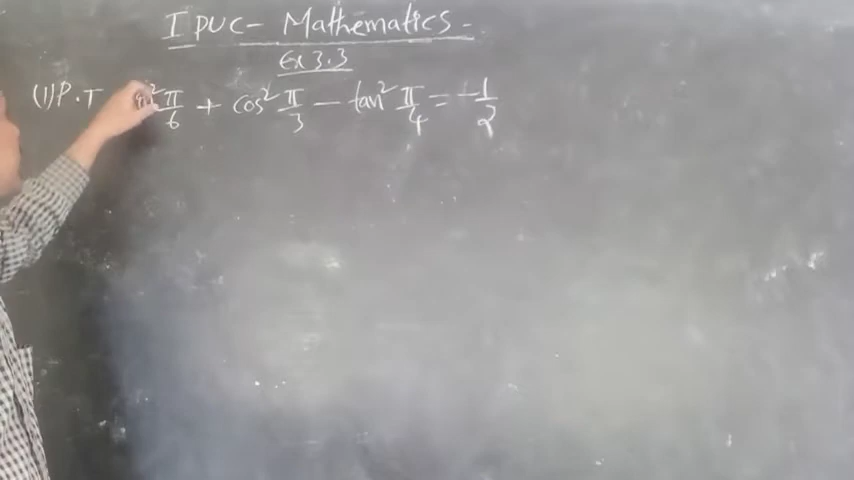 I PUC - Mathematics -
Ex 3.3
(1) P.T sin² π/6 + cos² π/3 - tan² π/4 = -1/2